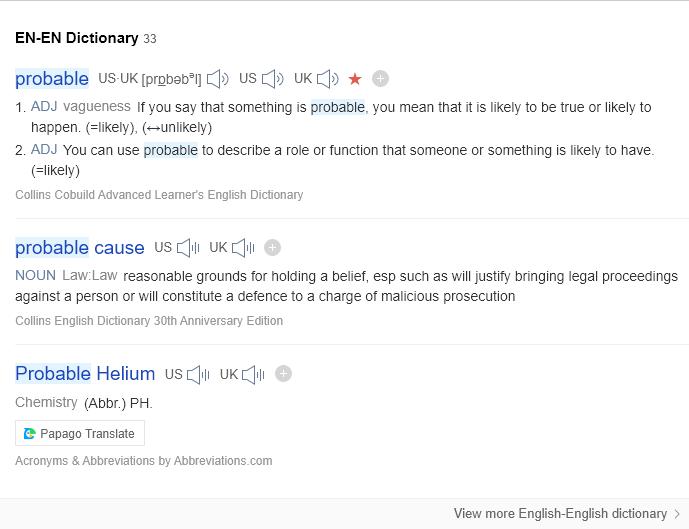 EN-EN Dictionary 33
probable US·UK [prɒbəbᵊl] US UK
1. ADJ vagueness If you say that something is probable, you mean that it is likely to be true or likely to
happen. (=likely), (↔unlikely)
2. ADJ You can use probable to describe a role or function that someone or something is likely to have.
(=likely)
Collins Cobuild Advanced Learner's English Dictionary
probable cause US UK
NOUN Law:Law reasonable grounds for holding a belief, esp such as will justify bringing legal proceedings
against a person or will constitute a defence to a charge of malicious prosecution
Collins English Dictionary 30th Anniversary Edition
Probable Helium US UK
Chemistry (Abbr.) PH.
Papago Translate
Acronyms & Abbreviations by Abbreviations.com
View more English-English dictionary >